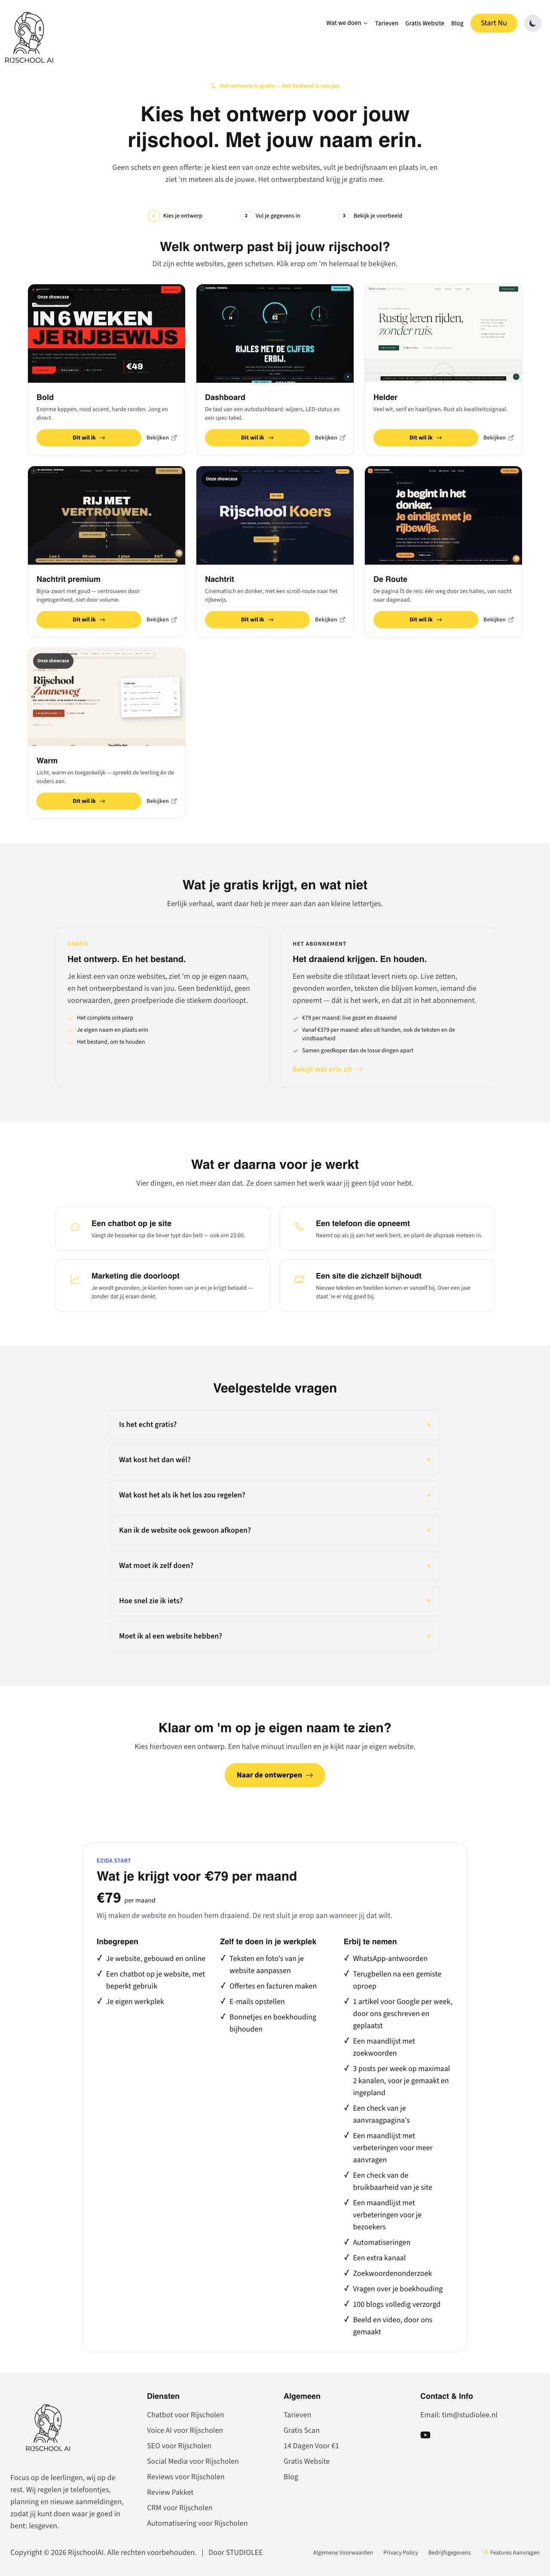 RIJSCHOOL AI
Wat we doen
Tarieven
Gratis Website
Blog
Start Nu
Het ontwerp is gratis — het bestand is van jou
Kies het ontwerp voor jouw
rijschool. Met jouw naam erin.
Geen schets en geen offerte: je kiest een van onze echte websites, vult je bedrijfsnaam en plaats in, en
ziet 'm meteen als de jouwe. Het ontwerpbestand krijg je gratis mee.
1 Kies je ontwerp
2 Vul je gegevens in
3 Bekijk je voorbeeld
Welk ontwerp past bij jouw rijschool?
Dit zijn echte websites, geen schetsen. Klik erop om 'm helemaal te bekijken.
Onze showcase
IN 6 WEKEN
JE RIJBEWIJS
€49
Bold
Enorme koppen, rood accent, harde randen. Jong en
direct.
Dit wil ik →
Bekijken
RIJLES MET DE CIJFERS
ERBIJ.
Dashboard
De taal van een autodashboard: wijzers, LED-status en
een spec-tabel.
Dit wil ik →
Bekijken
Rustig leren rijden,
zonder ruis.
Helder
Veel wit, serif en haarlijnen. Rust als kwaliteitssignaal.
Dit wil ik →
Bekijken
RIJ MET
VERTROUWEN.
Nachtrit premium
Bijna-zwart met goud — vertrouwen door
ingetogenheid, niet door volume.
Dit wil ik →
Bekijken
Onze showcase
Rijschool Koers
Nachtrit
Cinematisch en donker, met een scroll-route naar het
rijbewijs.
Dit wil ik →
Bekijken
Je begint in het
donker.
Je eindigt met je
rijbewijs.
De Route
De pagina ÍS de reis: één weg door zes haltes, van nacht
naar dageraad.
Dit wil ik →
Bekijken
Onze showcase
Rijschool
Zonneweg
Warm
Licht, warm en toegankelijk — spreekt de leerling én de
ouders aan.
Dit wil ik →
Bekijken
Wat je gratis krijgt, en wat niet
Eerlijk verhaal, want daar heb je meer aan dan aan kleine lettertjes.
GRATIS
Het ontwerp. En het bestand.
Je kiest een van onze websites, ziet 'm op je eigen naam,
en het ontwerpbestand is van jou. Geen bedenktijd, geen
voorwaarden, geen proefperiode die stiekem doorloopt.
Het complete ontwerp
Je eigen naam en plaats erin
Het bestand, om te houden
HET ABONNEMENT
Het draaiend krijgen. En houden.
Een website die stilstaat levert niets op. Live zetten,
gevonden worden, teksten die blijven komen, iemand die
opneemt — dát is het werk, en dat zit in het abonnement.
€79 per maand: live gezet en draaiend
Vanaf €379 per maand: alles uit handen, ook de teksten en de
vindbaarheid
Samen goedkoper dan de losse dingen apart
Bekijk wat erin zit →
Wat er daarna voor je werkt
Vier dingen, en niet meer dan dat. Ze doen samen het werk waar jij geen tijd voor hebt.
Een chatbot op je site
Vangt de bezoeker op die liever typt dan belt — ook om 23:00.
Een telefoon die opneemt
Neemt op als jij aan het werk bent, en plant de afspraak meteen in.
Marketing die doorloopt
Je wordt gevonden, je klanten horen van je en je krijgt betaald —
zonder dat jij eraan denkt.
Een site die zichzelf bijhoudt
Nieuwe teksten en beelden komen er vanzelf bij. Over een jaar
staat 'ie er nóg goed bij.
Veelgestelde vragen
Is het echt gratis? +
Wat kost het dan wél? +
Wat kost het als ik het los zou regelen? +
Kan ik de website ook gewoon afkopen? +
Wat moet ik zelf doen? +
Hoe snel zie ik iets? +
Moet ik al een website hebben? +
Klaar om 'm op je eigen naam te zien?
Kies hierboven een ontwerp. Een halve minuut invullen en je kijkt naar je eigen website.
Naar de ontwerpen →
EZIDA START
Wat je krijgt voor €79 per maand
€79 per maand
Wij maken de website en houden hem draaiend. De rest sluit je erop aan wanneer jij dat wilt.
Inbegrepen
✓ Je website, gebouwd en online
✓ Een chatbot op je website, met
beperkt gebruik
✓ Je eigen werkplek
Zelf te doen in je werkplek
✓ Teksten en foto's van je
website aanpassen
✓ Offertes en facturen maken
✓ E-mails opstellen
✓ Bonnetjes en boekhouding
bijhouden
Erbij te nemen
✓ WhatsApp-antwoorden
✓ Terugbellen na een gemiste
oproep
✓ 1 artikel voor Google per week,
door ons geschreven en
geplaatst
✓ Een maandlijst met
zoekwoorden
✓ 3 posts per week op maximaal
2 kanalen, voor je gemaakt en
ingepland
✓ Een check van je
aanvraagpagina's
✓ Een maandlijst met
verbeteringen voor meer
aanvragen
✓ Een check van de
bruikbaarheid van je site
✓ Een maandlijst met
verbeteringen voor je
bezoekers
✓ Automatiseringen
✓ Een extra kanaal
✓ Zoekwoordenonderzoek
✓ Vragen over je boekhouding
✓ 100 blogs volledig verzorgd
✓ Beeld en video, door ons
gemaakt
RIJSCHOOL AI
Focus op de leerlingen, wij op de
rest. Wij regelen je telefoontjes,
planning en nieuwe aanmeldingen,
zodat jij kunt doen waar je goed in
bent: lesgeven.
Diensten
Chatbot voor Rijscholen
Voice AI voor Rijscholen
SEO voor Rijscholen
Social Media voor Rijscholen
Reviews voor Rijscholen
Review Pakket
CRM voor Rijscholen
Automatisering voor Rijscholen
Algemeen
Tarieven
Gratis Scan
14 Dagen Voor €1
Gratis Website
Blog
Contact & Info
Email: tim@studiolee.nl
Copyright © 2026 RijschoolAI. Alle rechten voorbehouden. | Door STUDIOLEE
Algemene Voorwaarden
Privacy Policy
Bedrijfsgegevens
Features Aanvragen